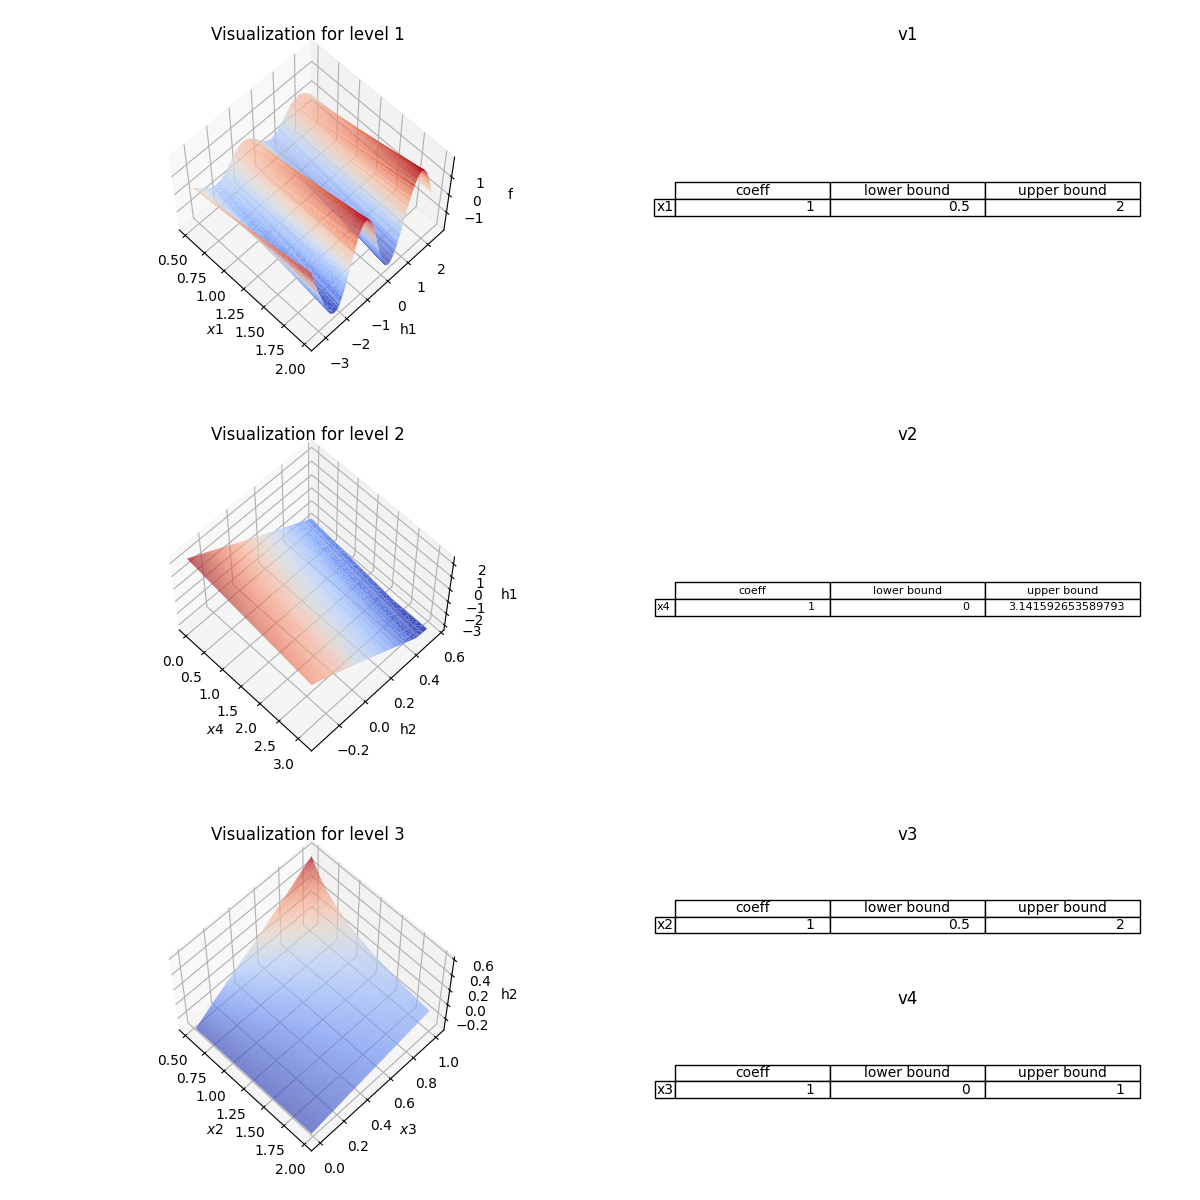 Visualization for level 1
1
0
−1
f
0.50
0.75
1.00
1.25
1.50
1.75
2.00
x1
−3
−2
−1
0
1
2
h1
v1
coeff lower bound upper bound
x1 1 0.5 2
Visualization for level 2
2
1
0
−1
−2
−3
h1
0.0
0.5
1.0
1.5
2.0
2.5
3.0
x4
−0.2
0.0
0.2
0.4
0.6
h2
v2
coeff lower bound upper bound
x4 1 0 3.141592653589793
Visualization for level 3
0.6
0.4
0.2
0.0
−0.2
h2
0.50
0.75
1.00
1.25
1.50
1.75
2.00
x2
0.0
0.2
0.4
0.6
0.8
1.0
x3
v3
coeff lower bound upper bound
x2 1 0.5 2
v4
coeff lower bound upper bound
x3 1 0 1